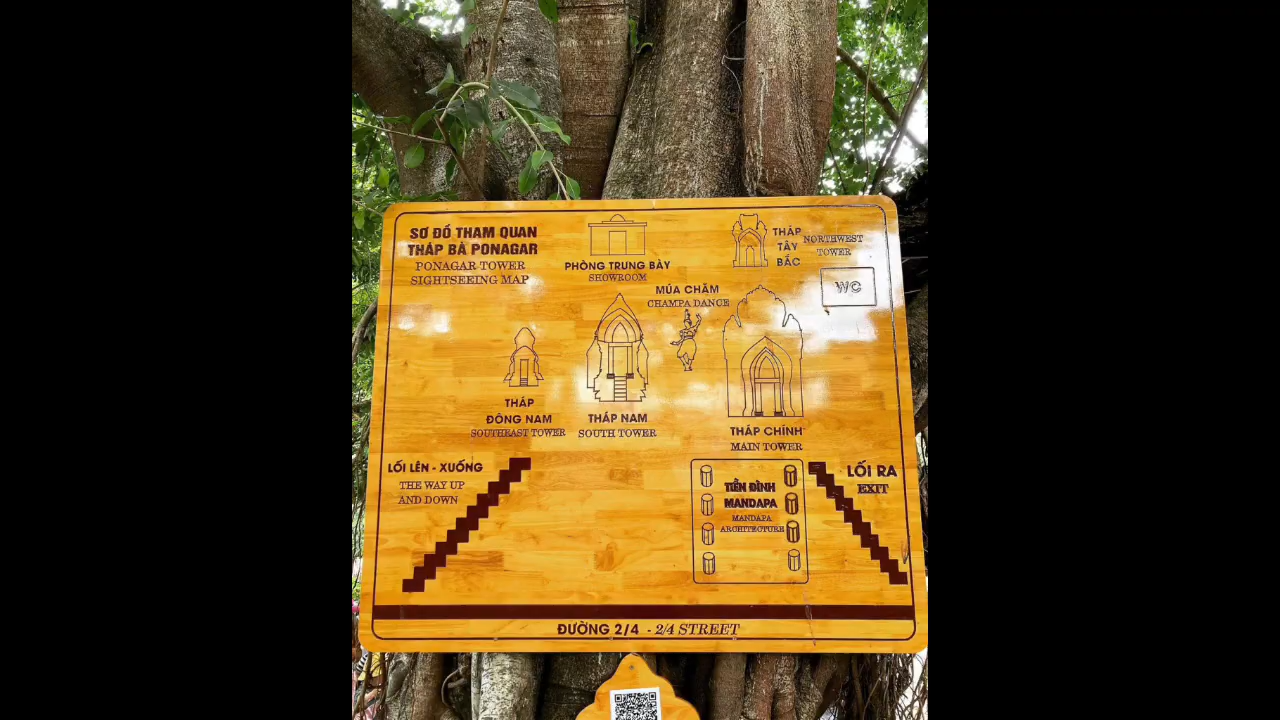 SƠ ĐỒ THAM QUAN
THÁP BÀ PONAGAR
PONAGAR TOWER
SIGHTSEEING MAP
PHÒNG TRUNG BÀY
SHOWROOM
THÁP
TÂY
BẮC
NORTHWEST
TOWER
WC
MÚA CHĂM
CHAMPA DANCE
THÁP
ĐÔNG NAM
SOUTHEAST TOWER
THÁP NAM
SOUTH TOWER
THÁP CHÍNH
MAIN TOWER
LỐI LÊN - XUỐNG
THE WAY UP
AND DOWN
TIỀN ĐÌNH
MANDAPA
MANDAPA
ARCHITECTURE
LỐI RA
EXIT
ĐƯỜNG 2/4 - 2/4 STREET